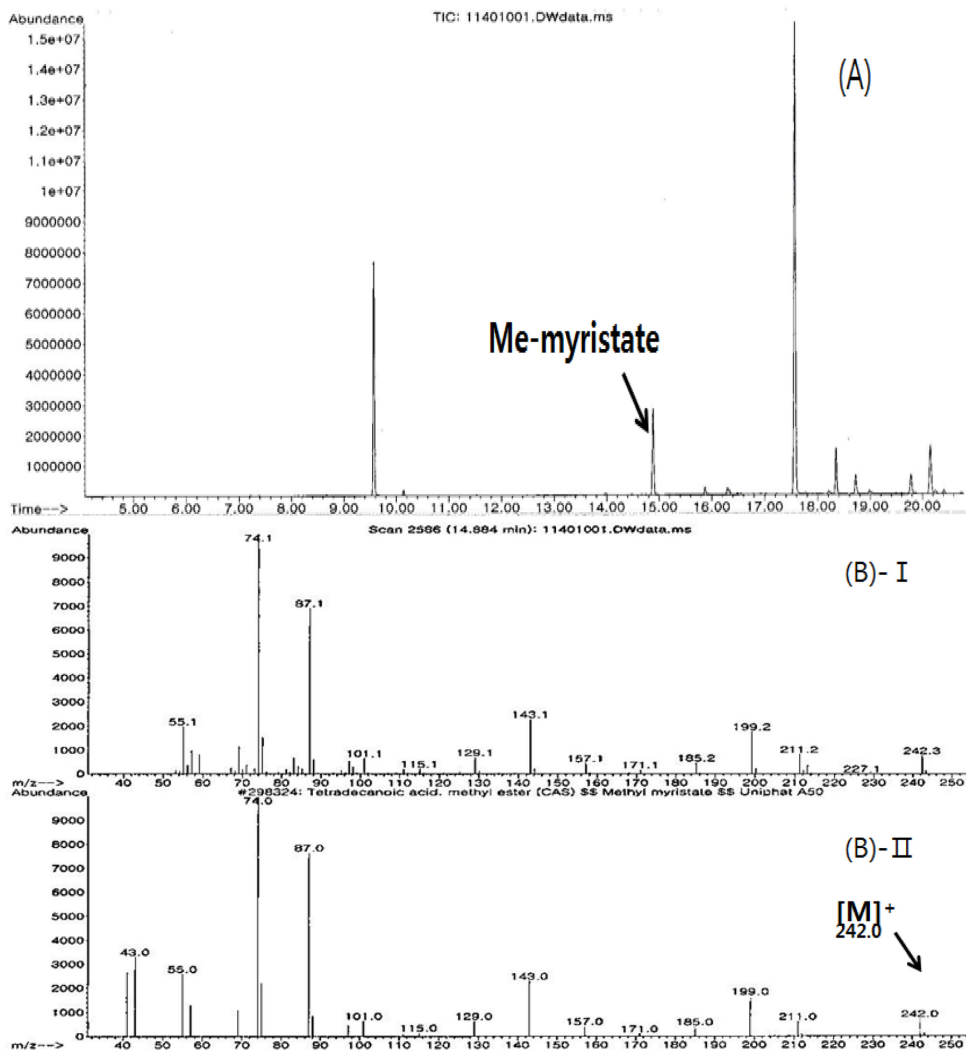 Abundance
TIC: 11401001.DWdata.ms
(A)
1.5e+07
1.4e+07
1.3e+07
1.2e+07
1.1e+07
1e+07
9000000
8000000
7000000
6000000
5000000
4000000
3000000
2000000
1000000
Me-myristate
Time--> 5.00 6.00 7.00 8.00 9.00 10.00 11.00 12.00 13.00 14.00 15.00 16.00 17.00 18.00 19.00 20.00
Abundance
Scan 2586 (14.884 min): 11401001.DWdata.ms
(B)-Ⅰ
9000
8000
7000
6000
5000
4000
3000
2000
1000
0
74.1
87.1
55.1
101.1
115.1
129.1
143.1
157.1
171.1
185.2
199.2
211.2
227.1
242.3
m/z--> 40 50 60 70 80 90 100 110 120 130 140 150 160 170 180 190 200 210 220 230 240 250
Abundance
#298324: Tetradecanoic acid, methyl ester (CAS) $$ Methyl myristate $$ Uniphat A50
(B)-Ⅱ
9000
8000
7000
6000
5000
4000
3000
2000
1000
0
74.0
87.0
43.0
55.0
101.0
115.0
129.0
143.0
157.0
171.0
185.0
199.0
211.0
242.0
[M]+
242.0
m/z--> 40 50 60 70 80 90 100 110 120 130 140 150 160 170 180 190 200 210 220 230 240 250